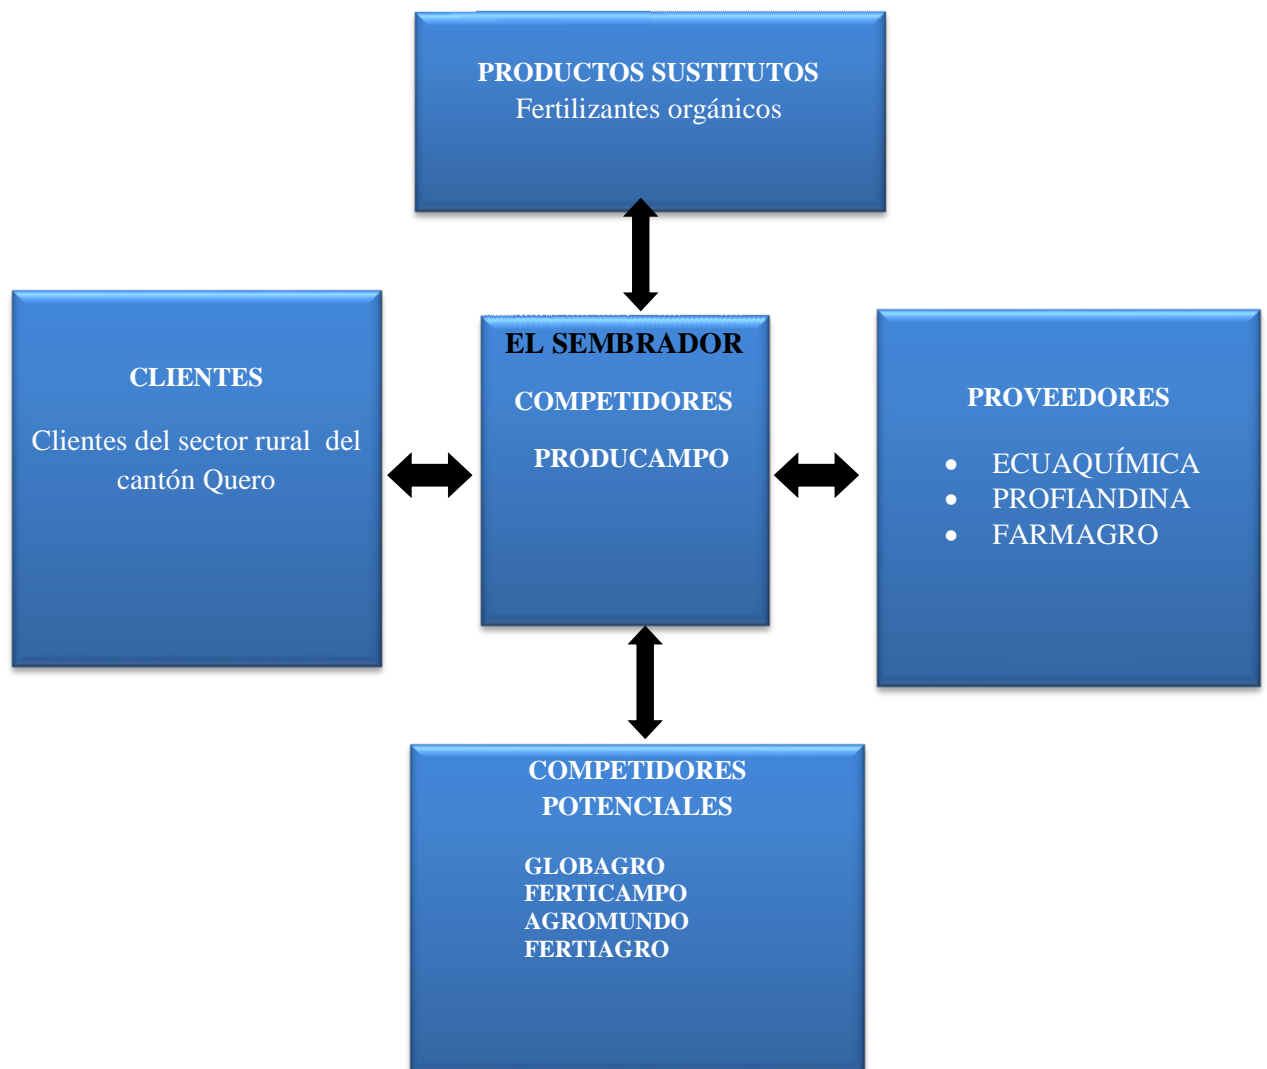 PRODUCTOS SUSTITUTOS
Fertilizantes orgánicos
CLIENTES
Clientes del sector rural del
cantón Quero
EL SEMBRADOR
COMPETIDORES
PRODUCAMPO
PROVEEDORES
• ECUAQUÍMICA
• PROFIANDINA
• FARMAGRO
COMPETIDORES
POTENCIALES
GLOBAGRO
FERTICAMPO
AGROMUNDO
FERTIAGRO